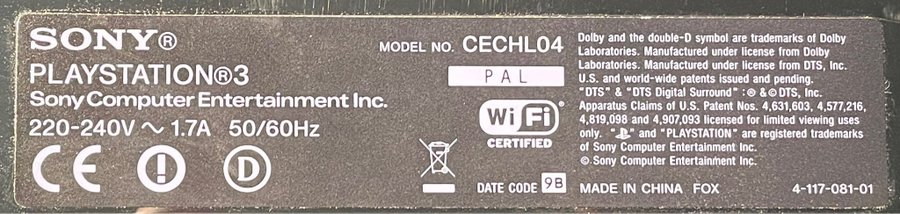 SONY®
PLAYSTATION®3
Sony Computer Entertainment Inc.
220-240V ~ 1.7A 50/60Hz
CE
D
MODEL NO. CECHL04
PAL
Wi Fi
CERTIFIED
DATE CODE 9B
Dolby and the double-D symbol are trademarks of Dolby
Laboratories. Manufactured under license from Dolby
Laboratories. Manufactured under license from DTS, Inc.
U.S. and world-wide patents issued and pending.
"DTS" & "DTS Digital Surround" : ® & © DTS, Inc.
Apparatus Claims of U.S. Patent Nos. 4,631,603, 4,577,216,
4,819,098 and 4,907,093 licensed for limited viewing uses
only. " " and "PLAYSTATION" are registered trademarks
of Sony Computer Entertainment Inc.
© Sony Computer Entertainment Inc.
MADE IN CHINA FOX 4-117-081-01